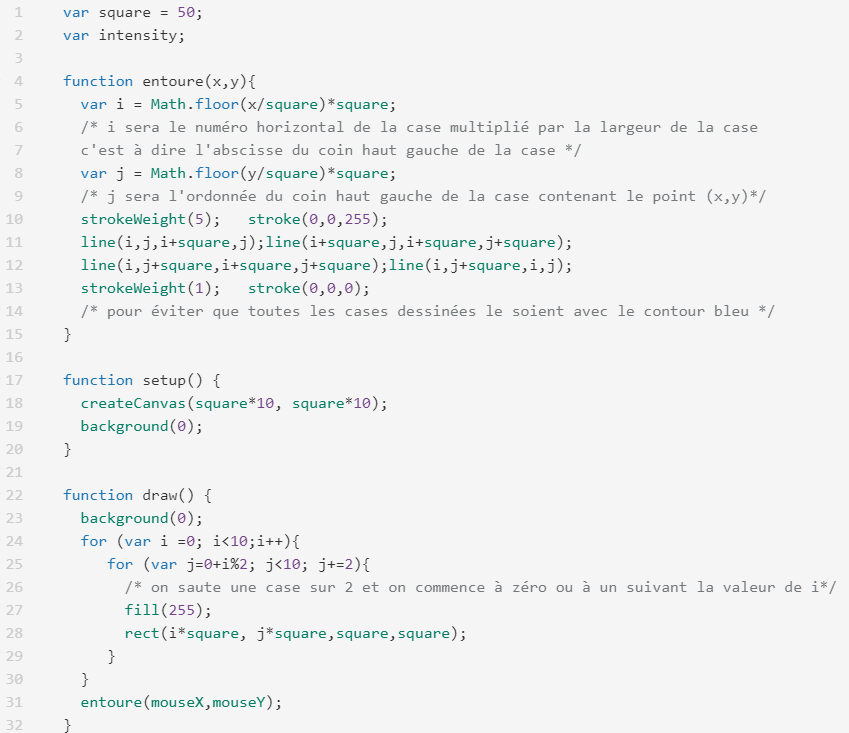 1 var square = 50;
2 var intensity;
3
4 function entoure(x,y){
5 var i = Math.floor(x/square)*square;
6 /* i sera le numéro horizontal de la case multiplié par la largeur de la case
7 c'est à dire l'abscisse du coin haut gauche de la case */
8 var j = Math.floor(y/square)*square;
9 /* j sera l'ordonnée du coin haut gauche de la case contenant le point (x,y)*/
10 strokeWeight(5);   stroke(0,0,255);
11 line(i,j,i+square,j);line(i+square,j,i+square,j+square);
12 line(i,j+square,i+square,j+square);line(i,j+square,i,j);
13 strokeWeight(1);   stroke(0,0,0);
14 /* pour éviter que toutes les cases dessinées le soient avec le contour bleu */
15 }
16
17 function setup() {
18 createCanvas(square*10, square*10);
19 background(0);
20 }
21
22 function draw() {
23 background(0);
24 for (var i =0; i<10;i++){
25 for (var j=0+i%2; j<10; j+=2){
26 /* on saute une case sur 2 et on commence à zéro ou à un suivant la valeur de i*/
27 fill(255);
28 rect(i*square, j*square,square,square);
29 }
30 }
31 entoure(mouseX,mouseY);
32 }